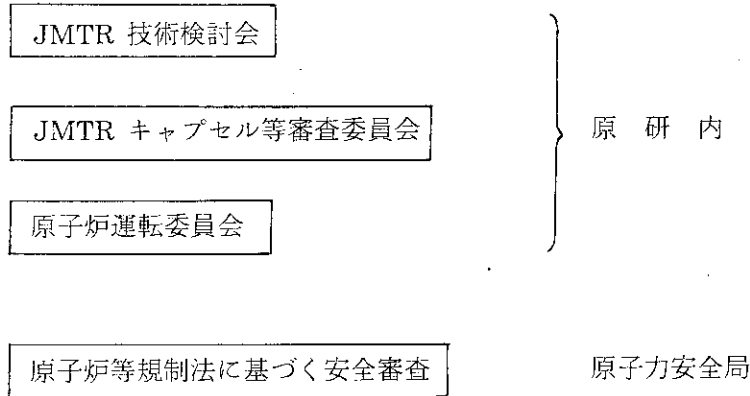 JMTR 技術検討会
JMTR キャプセル等審査委員会
原研内
原子炉運転委員会
原子炉等規制法に基づく安全審査
原子力安全局